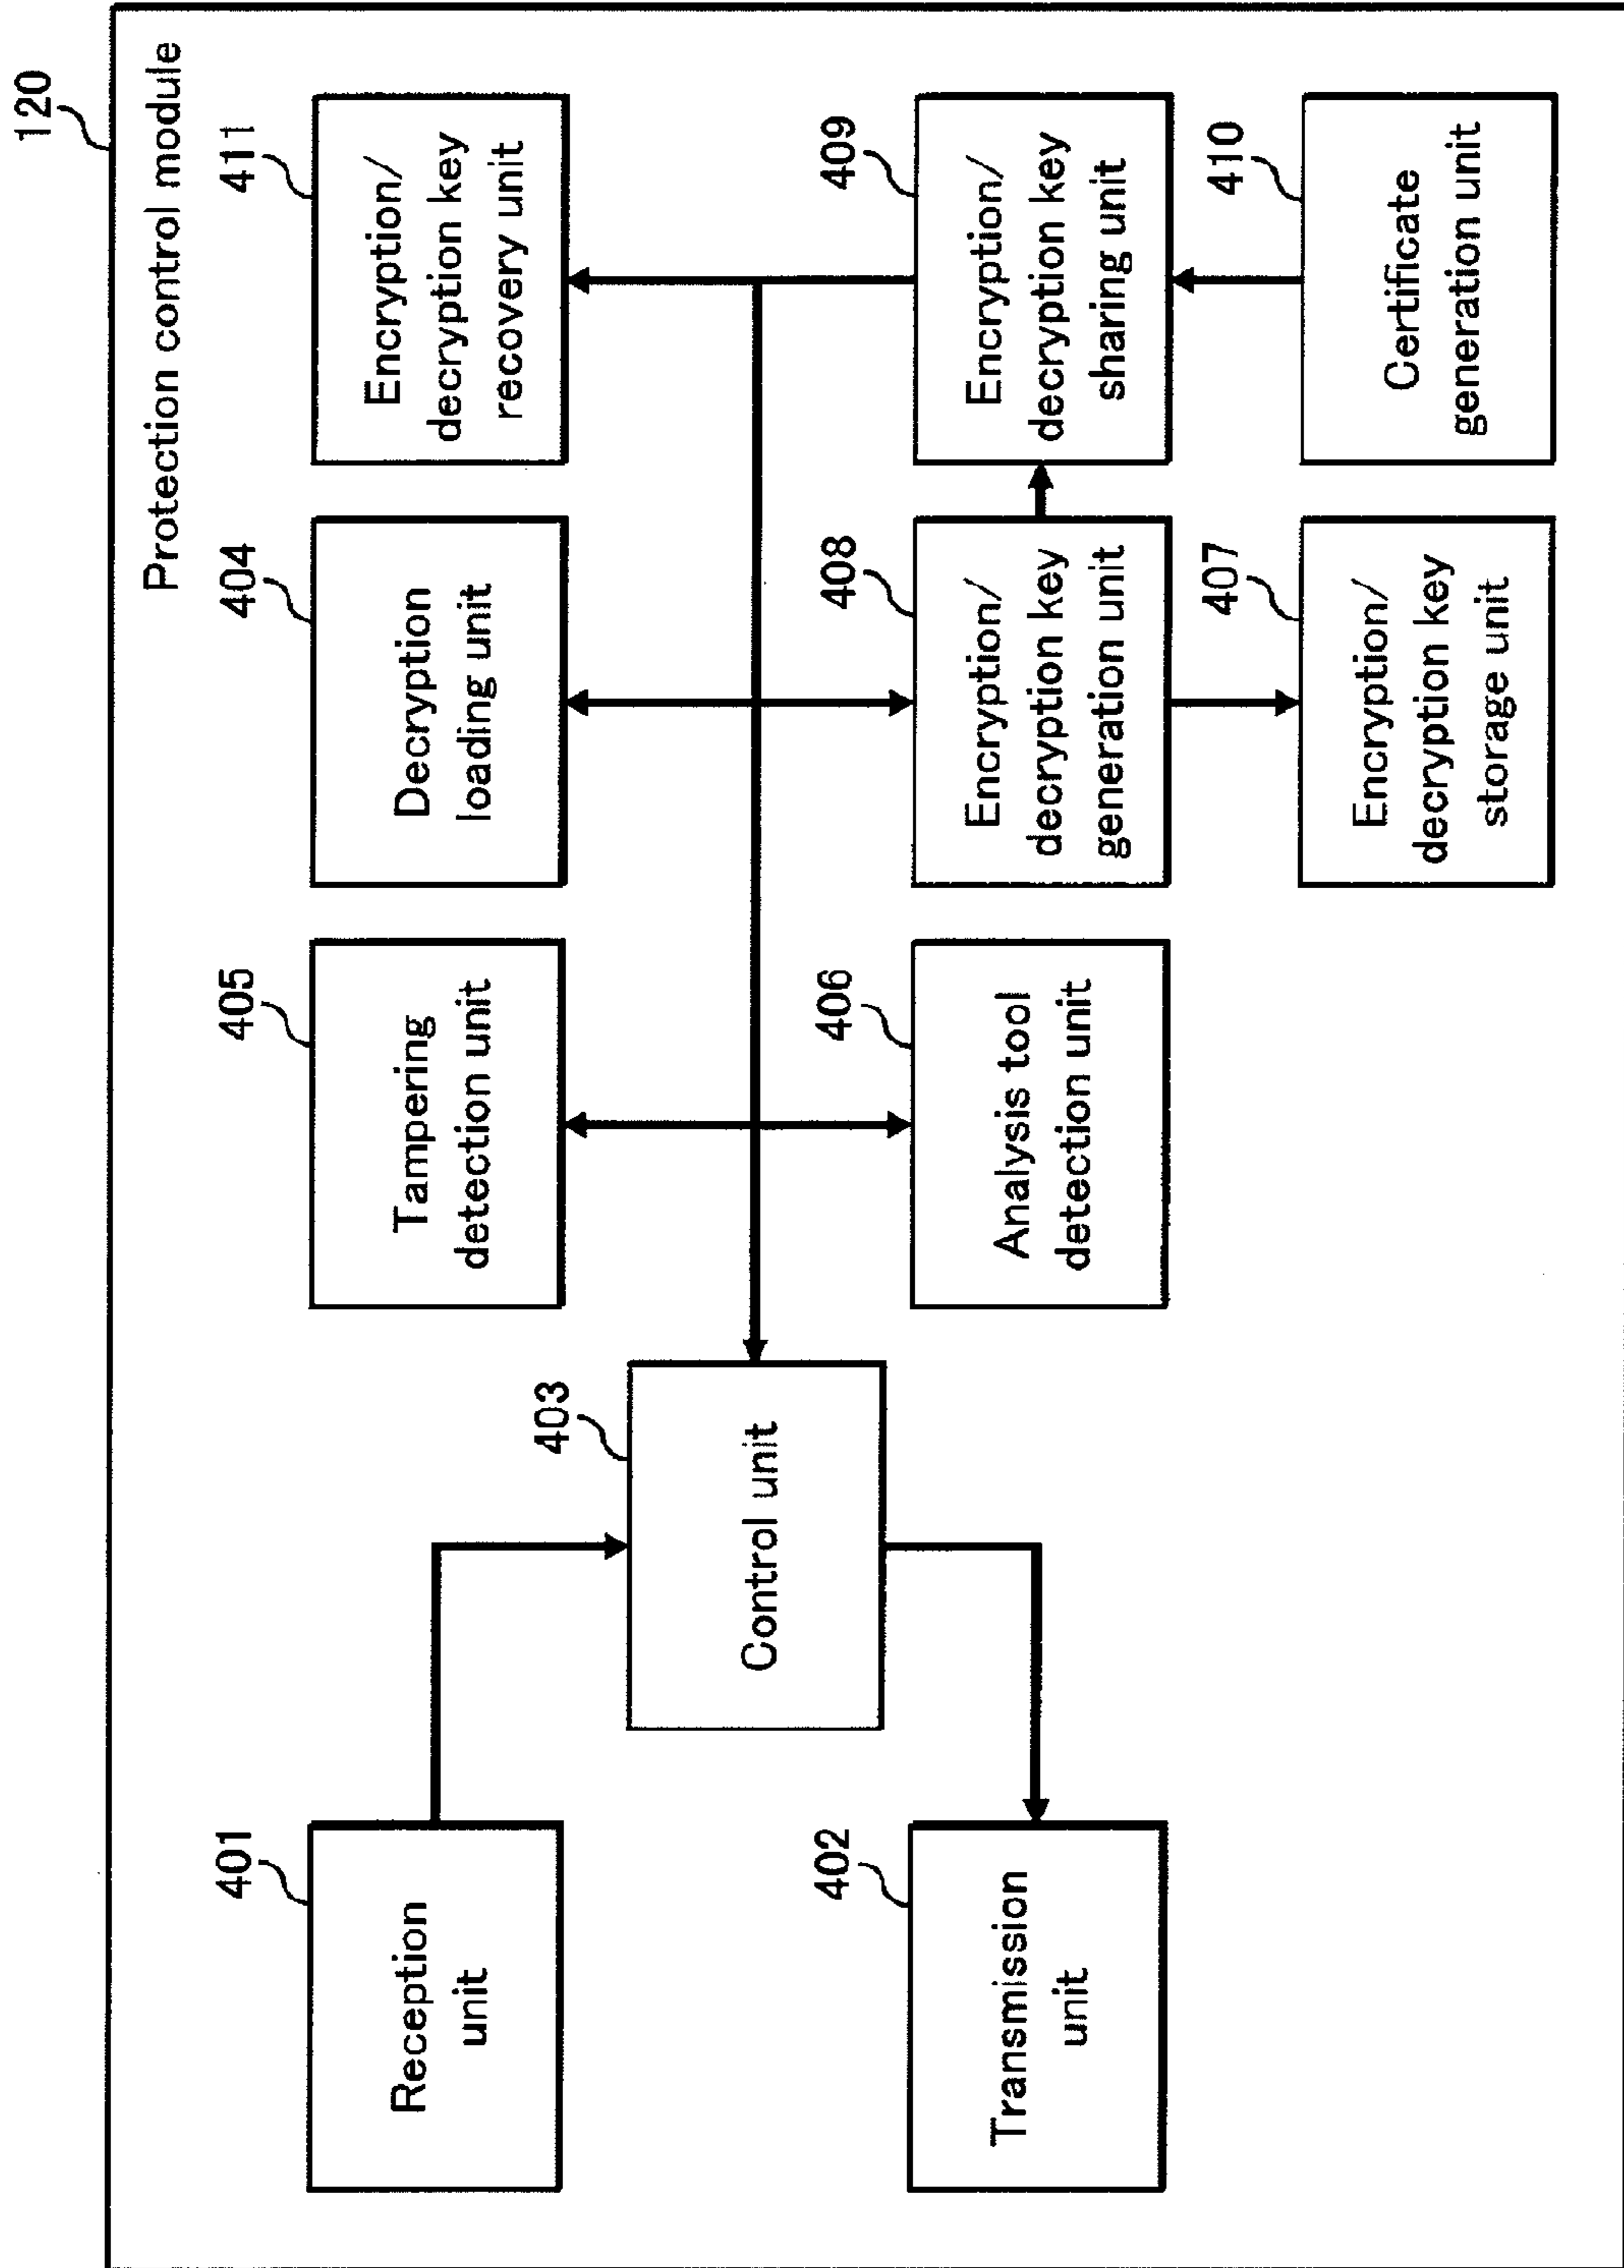 120
Protection control module
401
Reception
unit
402
Transmission
unit
403
Control unit
405
Tampering
detection unit
406
Analysis tool
detection unit
404
Decryption
loading unit
408
Encryption/
decryption key
generation unit
407
Encryption/
decryption key
storage unit
411
Encryption/
decryption key
recovery unit
409
Encryption/
decryption key
sharing unit
410
Certificate
generation unit